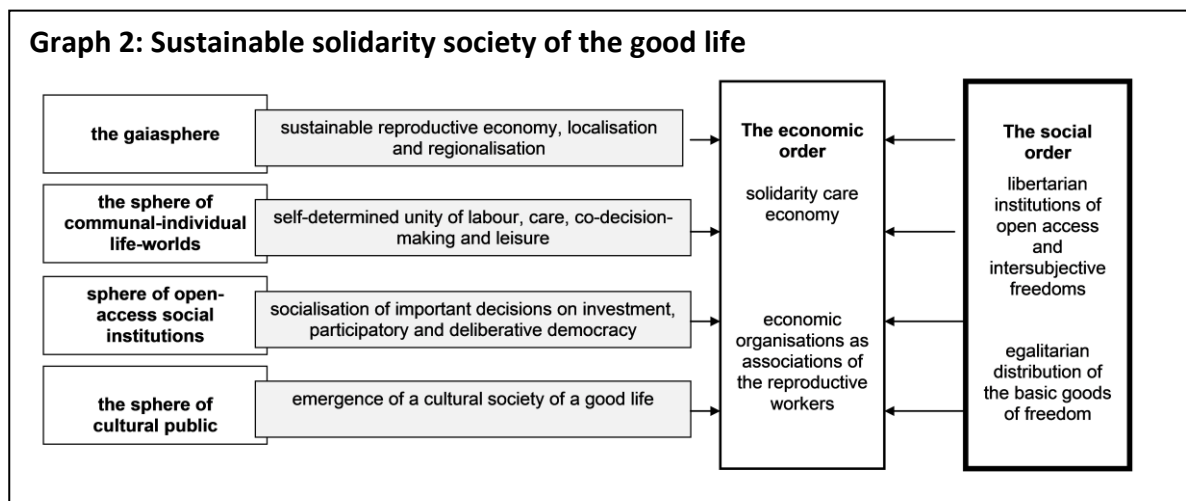 Graph 2: Sustainable solidarity society of the good life
the gaiasphere
sustainable reproductive economy, localisation
and regionalisation
the sphere of
communal-individual
life-worlds
self-determined unity of labour, care, co-decision-
making and leisure
sphere of open-
access social
institutions
socialisation of important decisions on investment,
participatory and deliberative democracy
the sphere of
cultural public
emergence of a cultural society of a good life
The economic
order
solidarity care
economy
economic
organisations as
associations of
the reproductive
workers
The social
order
libertarian
institutions of
open access
and
intersubjective
freedoms
egalitarian
distribution of
the basic goods
of freedom